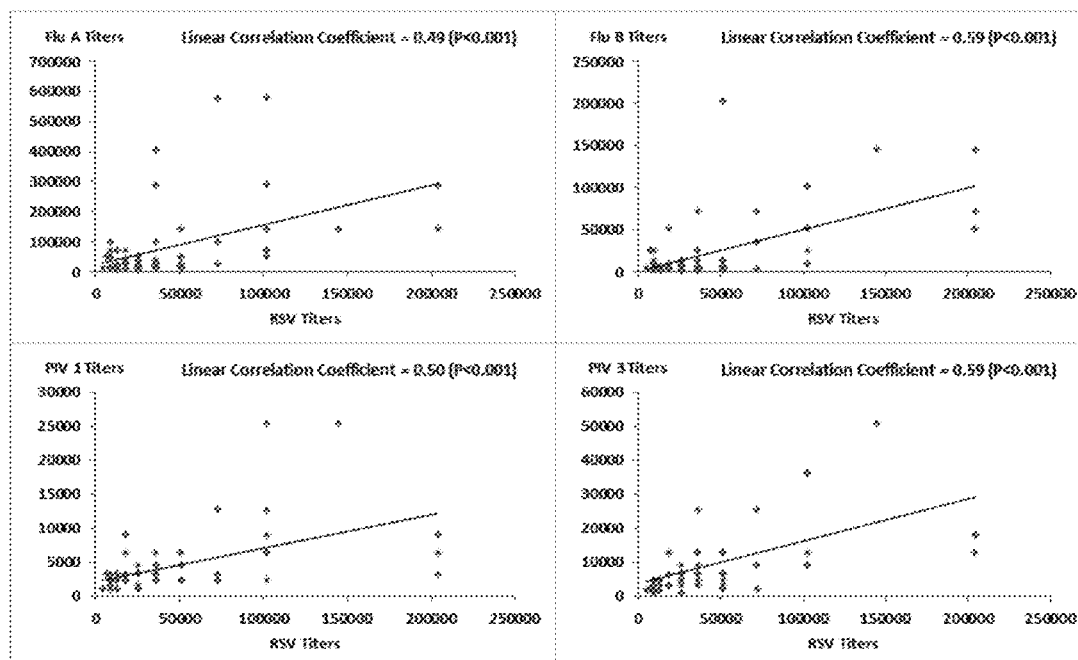 Flu A Titers Linear Correlation Coefficient = 0.49 (P<0.001)
700000
600000
500000
400000
300000
200000
100000
0
0 50000 100000 150000 200000 250000
RSV Titers
Flu B Titers Linear Correlation Coefficient = 0.59 (P<0.001)
250000
200000
150000
100000
50000
0
0 50000 100000 150000 200000 250000
RSV Titers
PIV 1 Titers Linear Correlation Coefficient = 0.50 (P<0.001)
30000
25000
20000
15000
10000
5000
0
0 50000 100000 150000 200000 250000
RSV Titers
PIV 3 Titers Linear Correlation Coefficient = 0.59 (P<0.001)
60000
50000
40000
30000
20000
10000
0
0 50000 100000 150000 200000 250000
RSV Titers